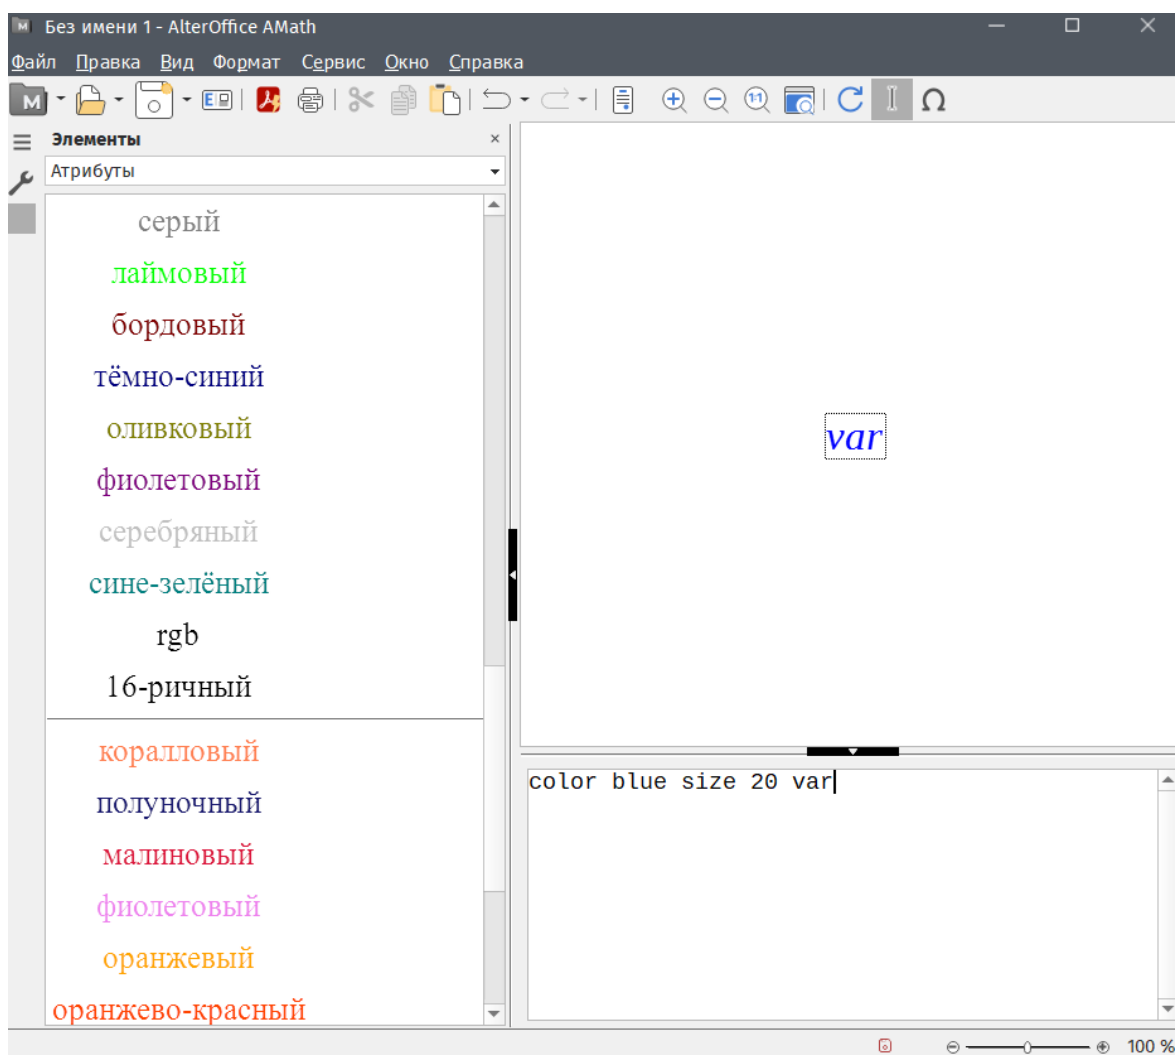 Без имени 1 - AlterOffice AMath
Файл Правка Вид Формат Сервис Окно Справка
Элементы
Атрибуты
серый
лаймовый
бордовый
тёмно-синий
оливковый
фиолетовый
серебряный
сине-зелёный
rgb
16-ричный
коралловый
полуночный
малиновый
фиолетовый
оранжевый
оранжево-красный
var
color blue size 20 var
100 %